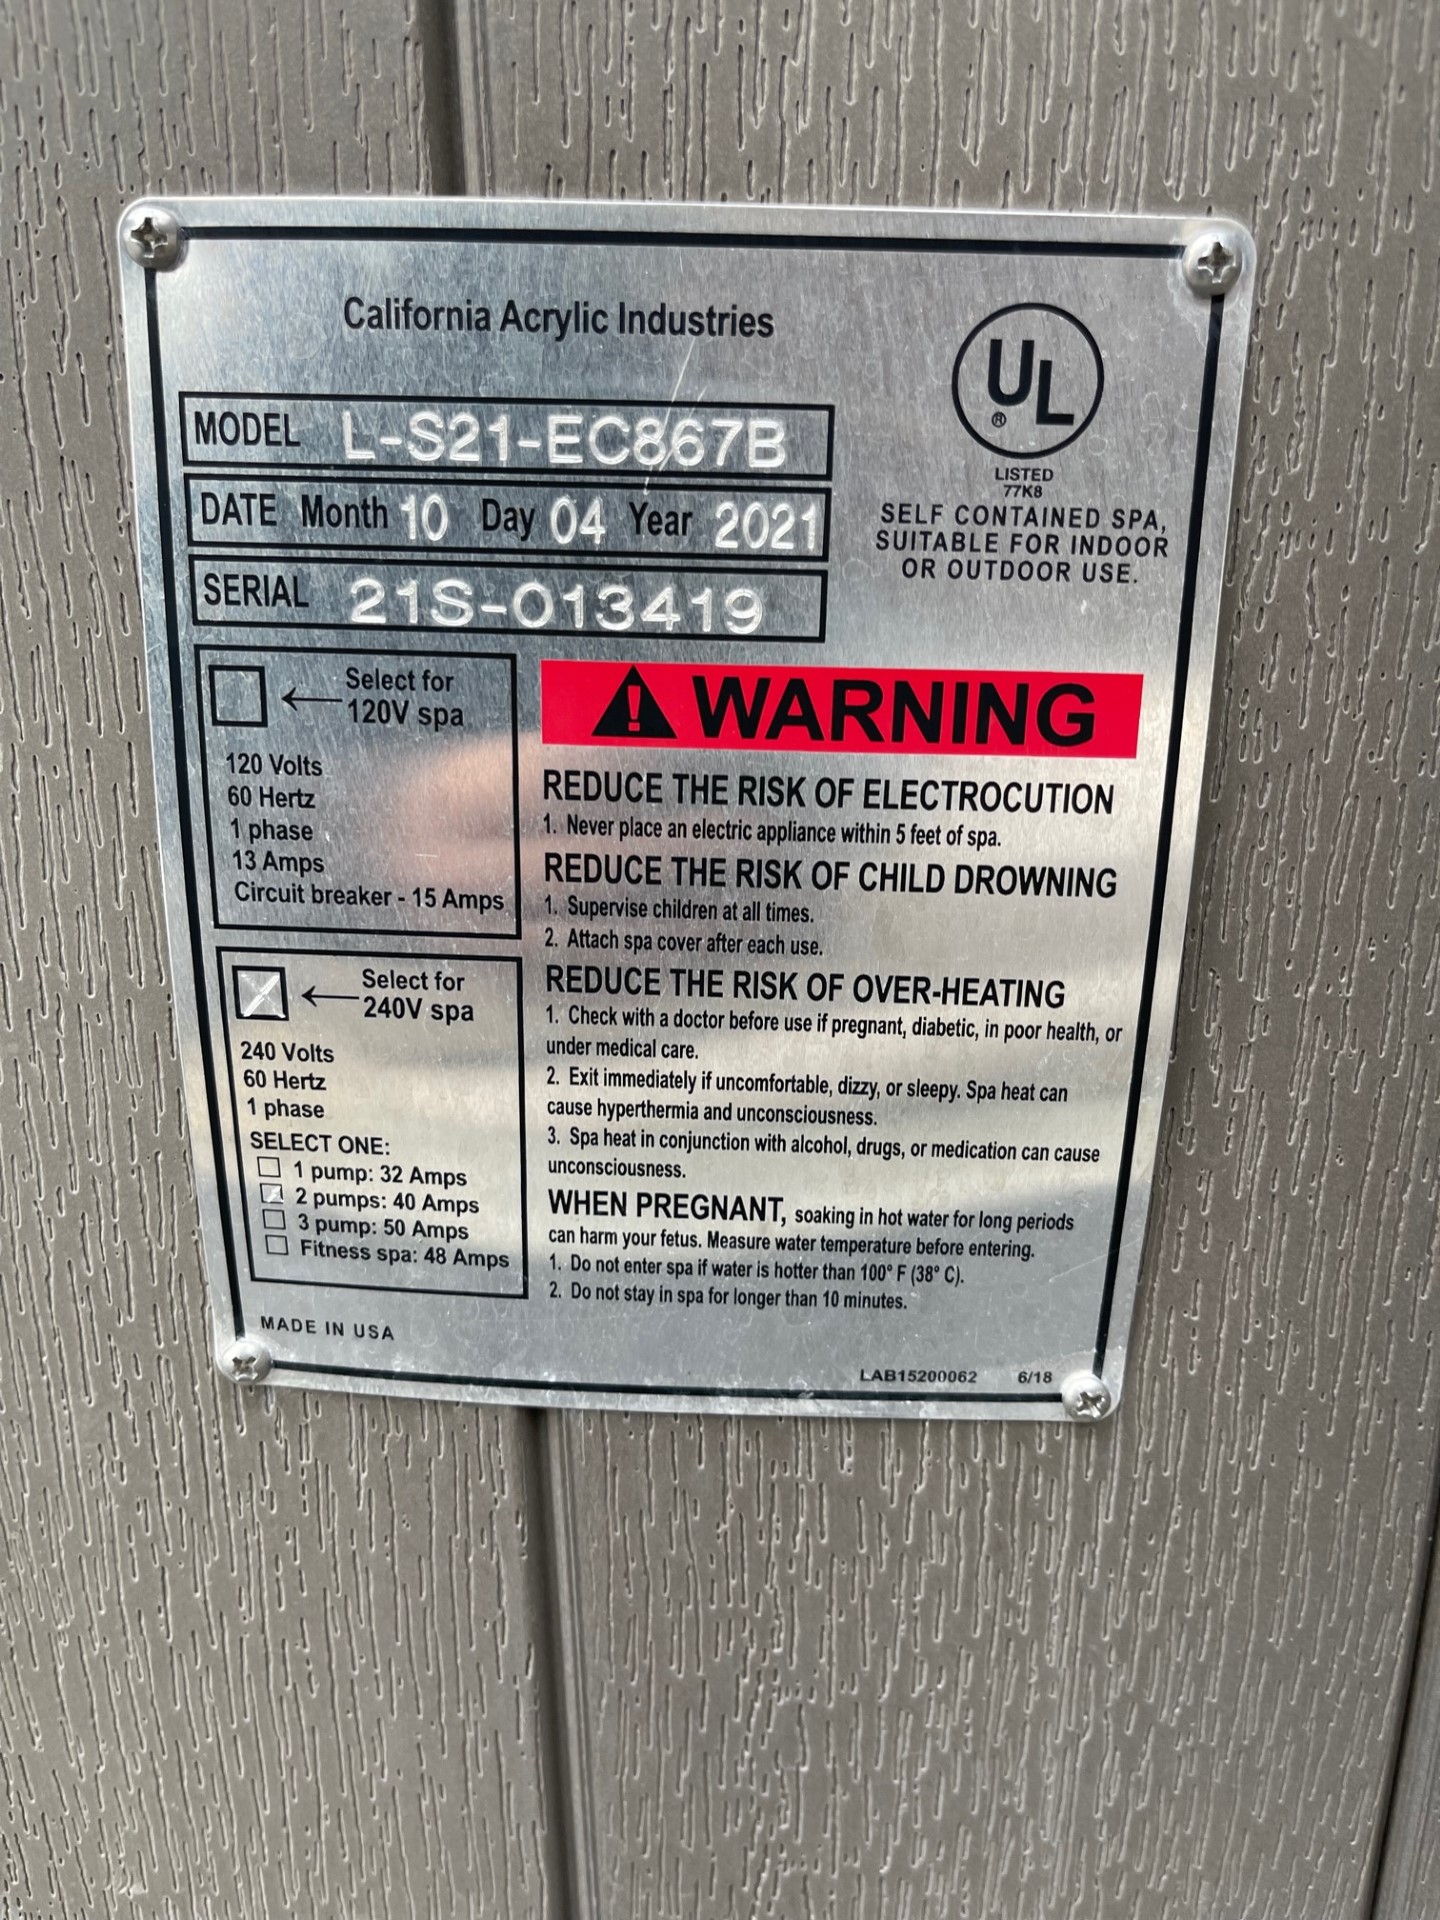 California Acrylic Industries
UL
®
LISTED
77K8
SELF CONTAINED SPA,
SUITABLE FOR INDOOR
OR OUTDOOR USE.
MODEL L-S21-EC867B
DATE Month 10 Day 04 Year 2021
SERIAL 21S-013419
Select for
120V spa
120 Volts
60 Hertz
1 phase
13 Amps
Circuit breaker - 15 Amps
Select for
240V spa
240 Volts
60 Hertz
1 phase
SELECT ONE:
1 pump: 32 Amps
2 pumps: 40 Amps
3 pump: 50 Amps
Fitness spa: 48 Amps
WARNING
REDUCE THE RISK OF ELECTROCUTION
1. Never place an electric appliance within 5 feet of spa.
REDUCE THE RISK OF CHILD DROWNING
1. Supervise children at all times.
2. Attach spa cover after each use.
REDUCE THE RISK OF OVER-HEATING
1. Check with a doctor before use if pregnant, diabetic, in poor health, or
under medical care.
2. Exit immediately if uncomfortable, dizzy, or sleepy. Spa heat can
cause hyperthermia and unconsciousness.
3. Spa heat in conjunction with alcohol, drugs, or medication can cause
unconsciousness.
WHEN PREGNANT, soaking in hot water for long periods
can harm your fetus. Measure water temperature before entering.
1. Do not enter spa if water is hotter than 100° F (38° C).
2. Do not stay in spa for longer than 10 minutes.
MADE IN USA
LAB15200062 6/18